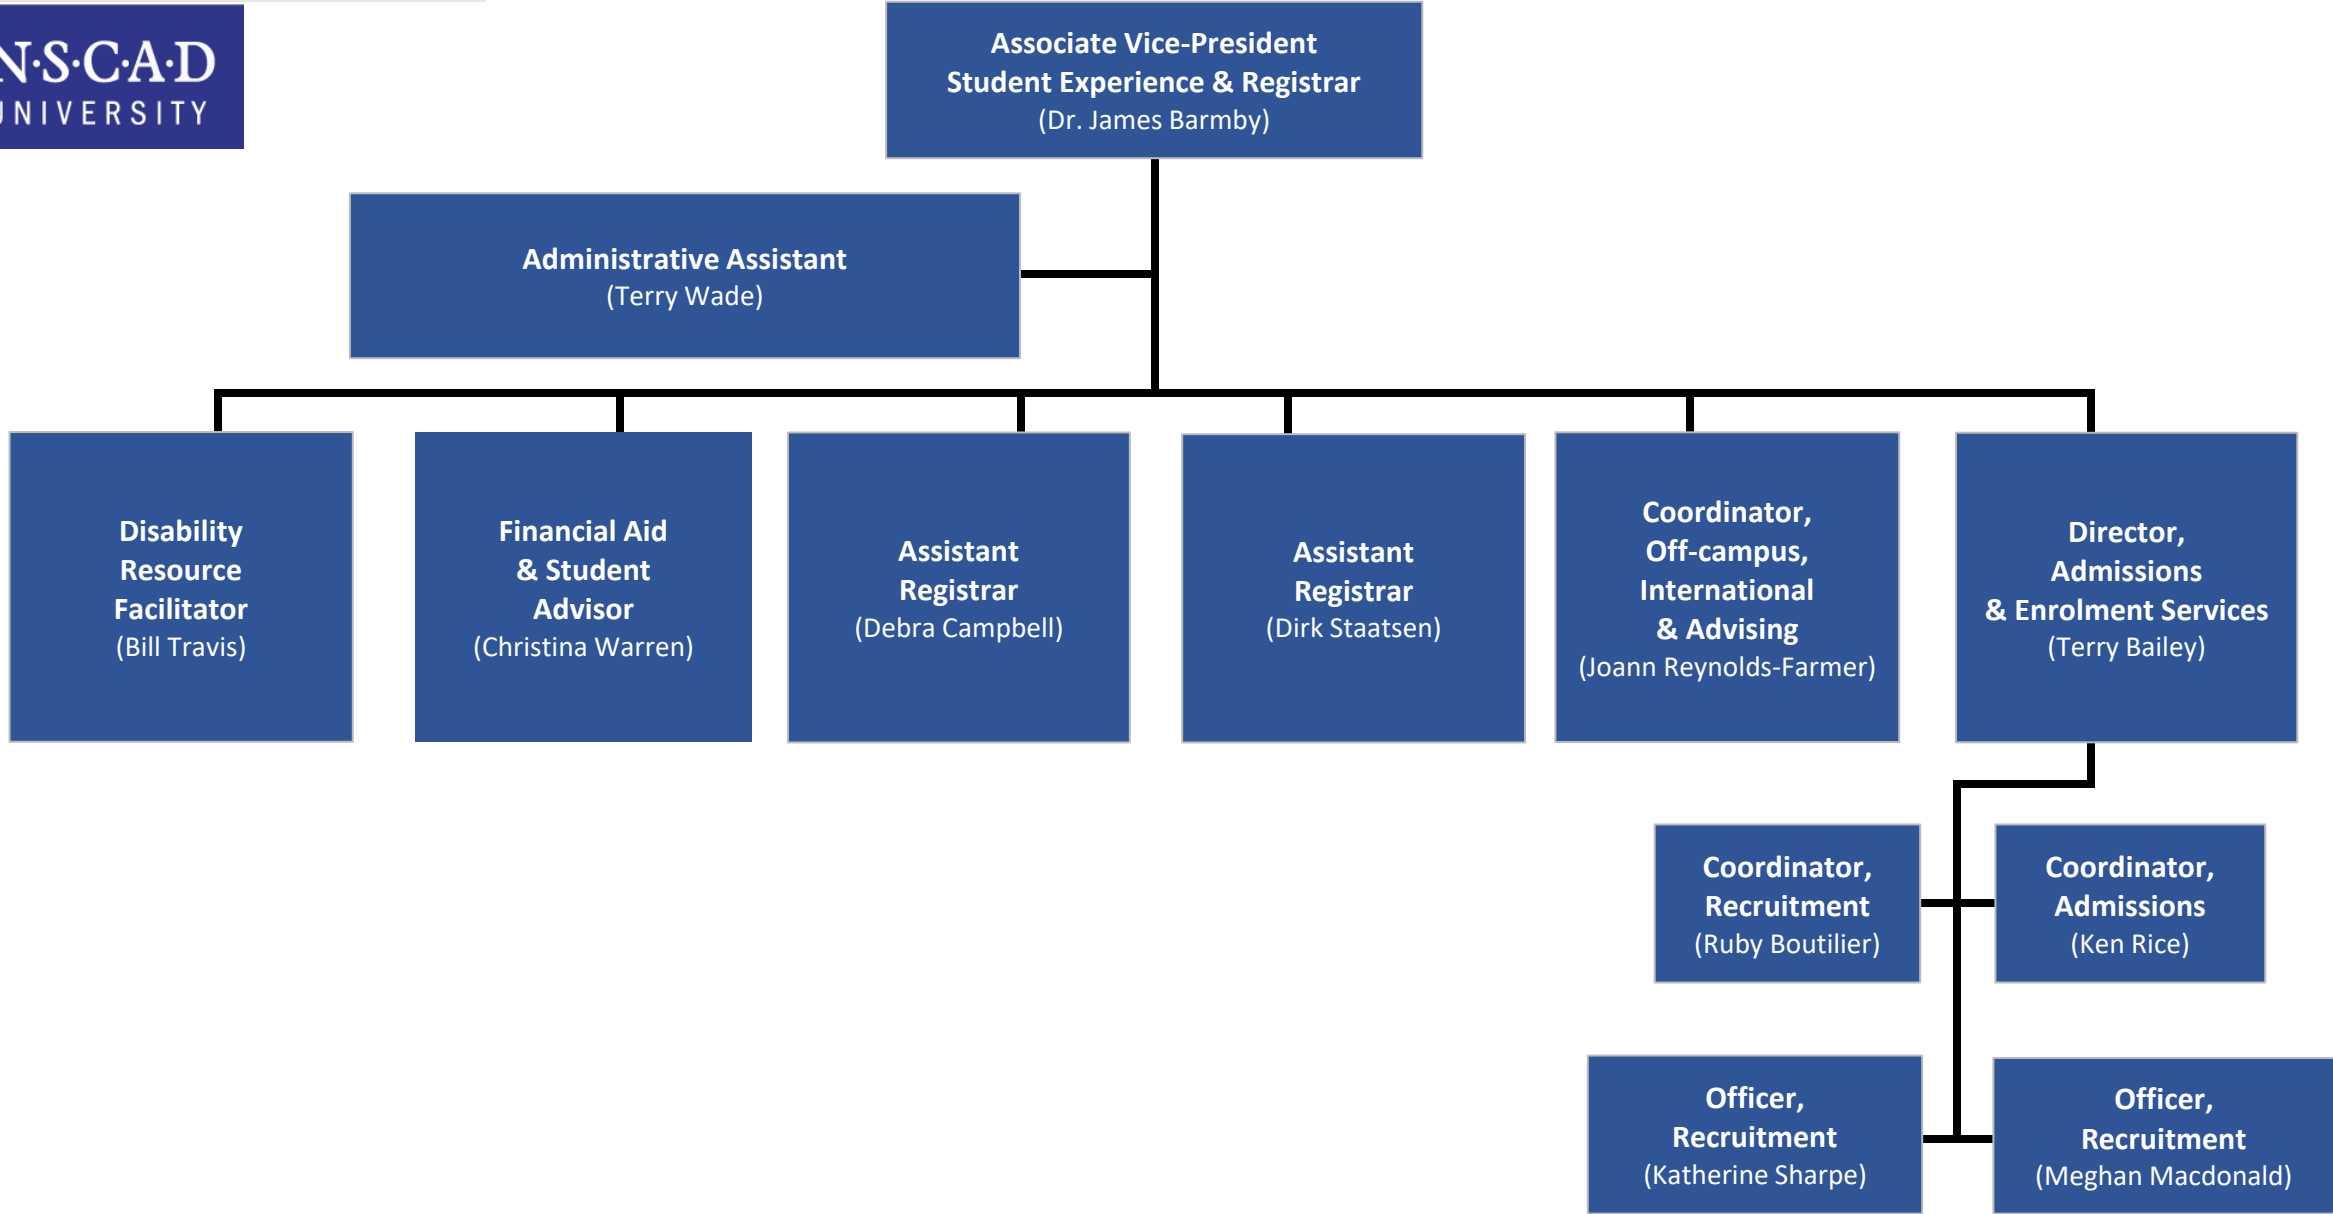 N·S·C·A·D
UNIVERSITY
Associate Vice-President
Student Experience & Registrar
(Dr. James Barmby)
Administrative Assistant
(Terry Wade)
Disability
Resource
Facilitator
(Bill Travis)
Financial Aid
& Student
Advisor
(Christina Warren)
Assistant
Registrar
(Debra Campbell)
Assistant
Registrar
(Dirk Staatsen)
Coordinator,
Off-campus,
International
& Advising
(Joann Reynolds-Farmer)
Director,
Admissions
& Enrolment Services
(Terry Bailey)
Coordinator,
Recruitment
(Ruby Boutilier)
Coordinator,
Admissions
(Ken Rice)
Officer,
Recruitment
(Katherine Sharpe)
Officer,
Recruitment
(Meghan Macdonald)